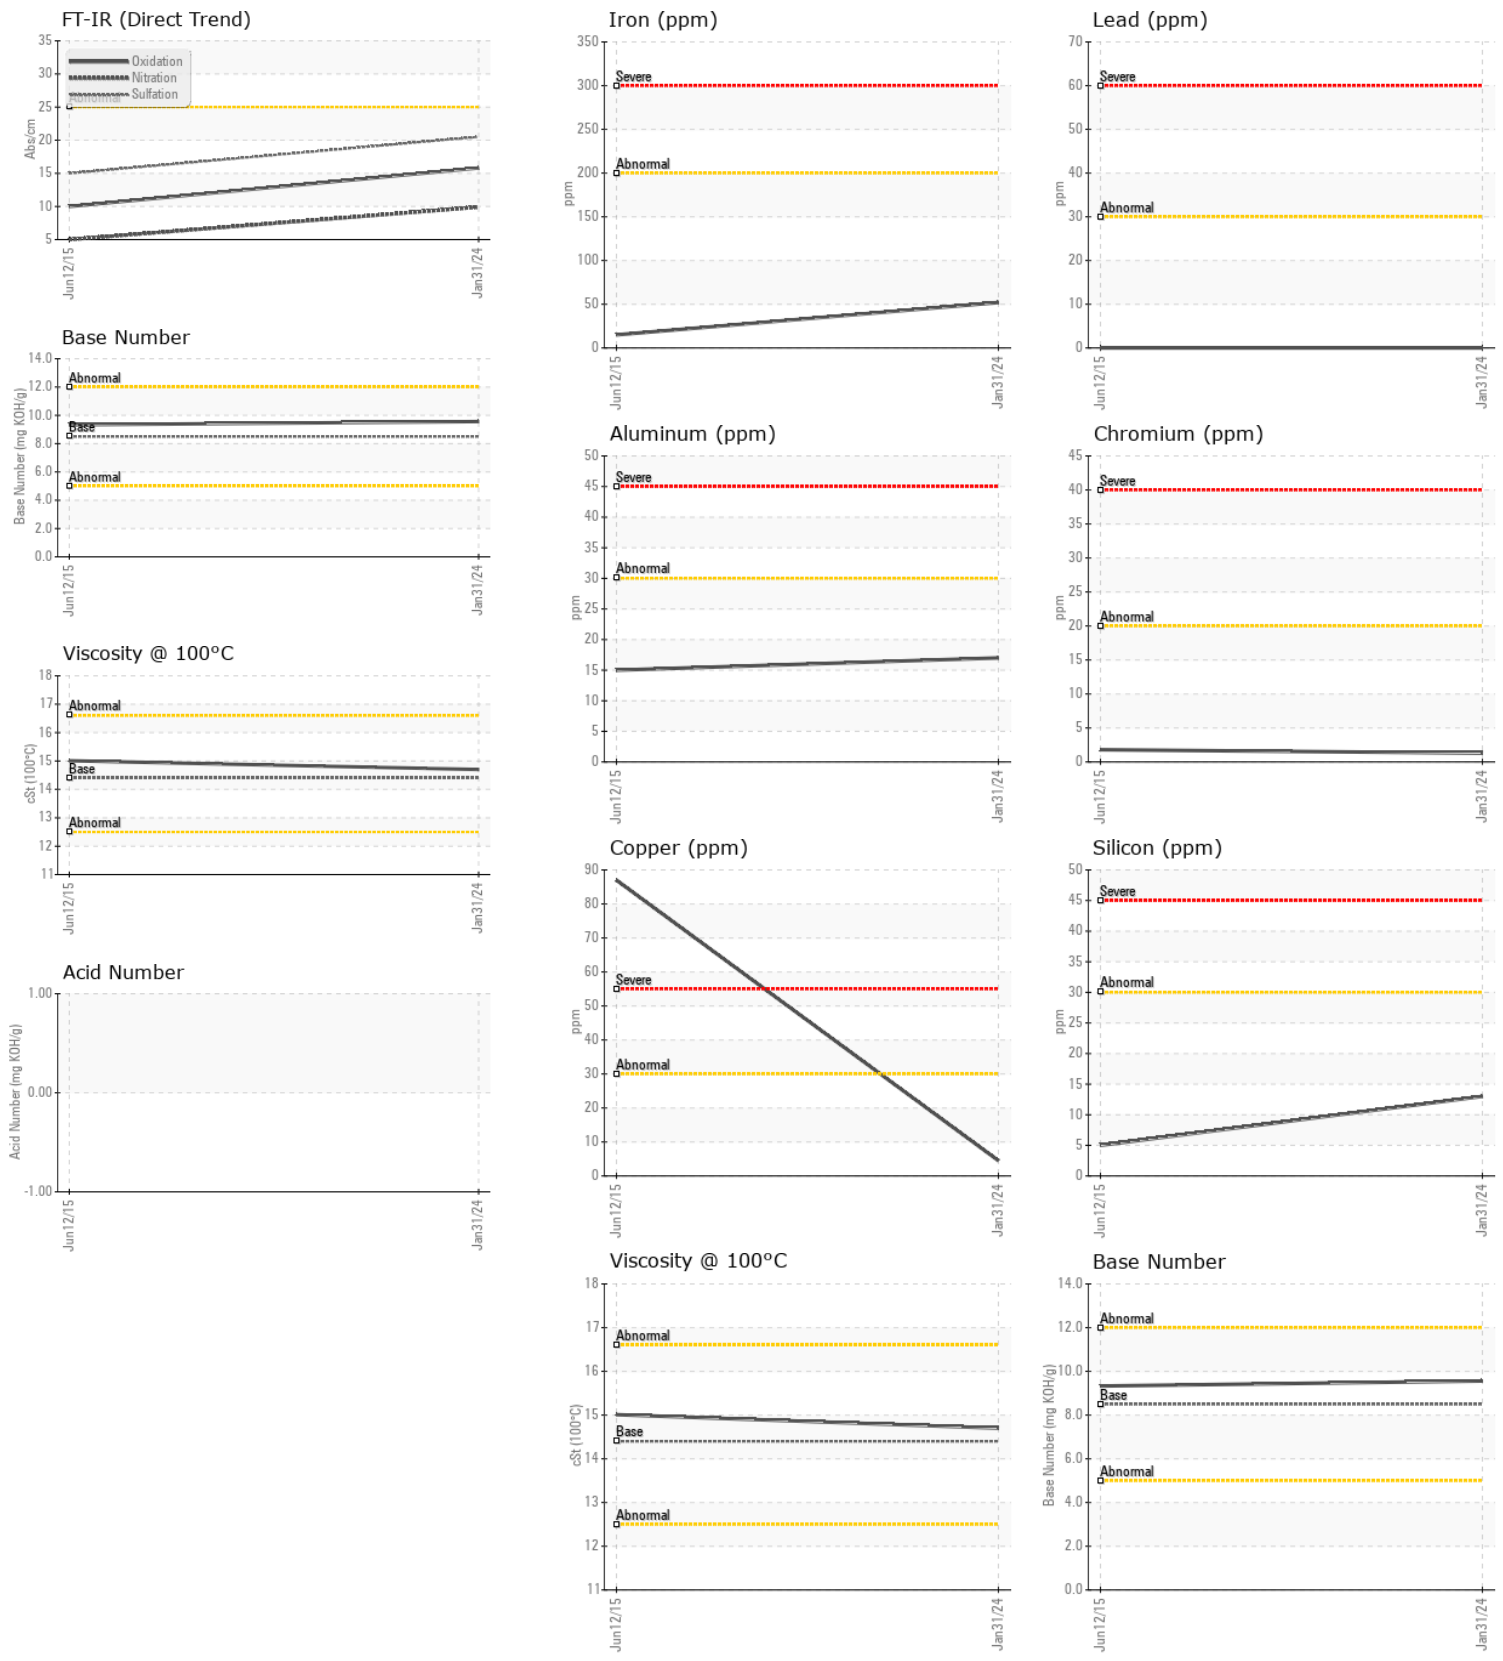 FT-IR (Direct Trend)
35
30
25
20
15
10
5
Abs/cm
Oxidation
Nitration
Sulfation
Abnormal
Jun12/15
Jan31/24
Base Number
14.0
12.0
10.0
8.0
6.0
4.0
2.0
0.0
Base Number (mg KOH/g)
Abnormal
Base
Abnormal
Jun12/15
Jan31/24
Viscosity @ 100°C
18
17
16
15
14
13
12
11
cSt (100°C)
Abnormal
Base
Abnormal
Jun12/15
Jan31/24
Acid Number
1.00
0.00
-1.00
Acid Number (mg KOH/g)
Jun12/15
Jan31/24
Iron (ppm)
350
300
250
200
150
100
50
0
ppm
Severe
Abnormal
Jun12/15
Jan31/24
Lead (ppm)
70
60
50
40
30
20
10
0
ppm
Severe
Abnormal
Jun12/15
Jan31/24
Aluminum (ppm)
50
45
40
35
30
25
20
15
10
5
0
ppm
Severe
Abnormal
Jun12/15
Jan31/24
Chromium (ppm)
45
40
35
30
25
20
15
10
5
0
ppm
Severe
Abnormal
Jun12/15
Jan31/24
Copper (ppm)
90
80
70
60
50
40
30
20
10
0
ppm
Severe
Abnormal
Jun12/15
Jan31/24
Silicon (ppm)
50
45
40
35
30
25
20
15
10
5
0
ppm
Severe
Abnormal
Jun12/15
Jan31/24
Viscosity @ 100°C
18
17
16
15
14
13
12
11
cSt (100°C)
Abnormal
Base
Abnormal
Jun12/15
Jan31/24
Base Number
14.0
12.0
10.0
8.0
6.0
4.0
2.0
0.0
Base Number (mg KOH/g)
Abnormal
Base
Abnormal
Jun12/15
Jan31/24